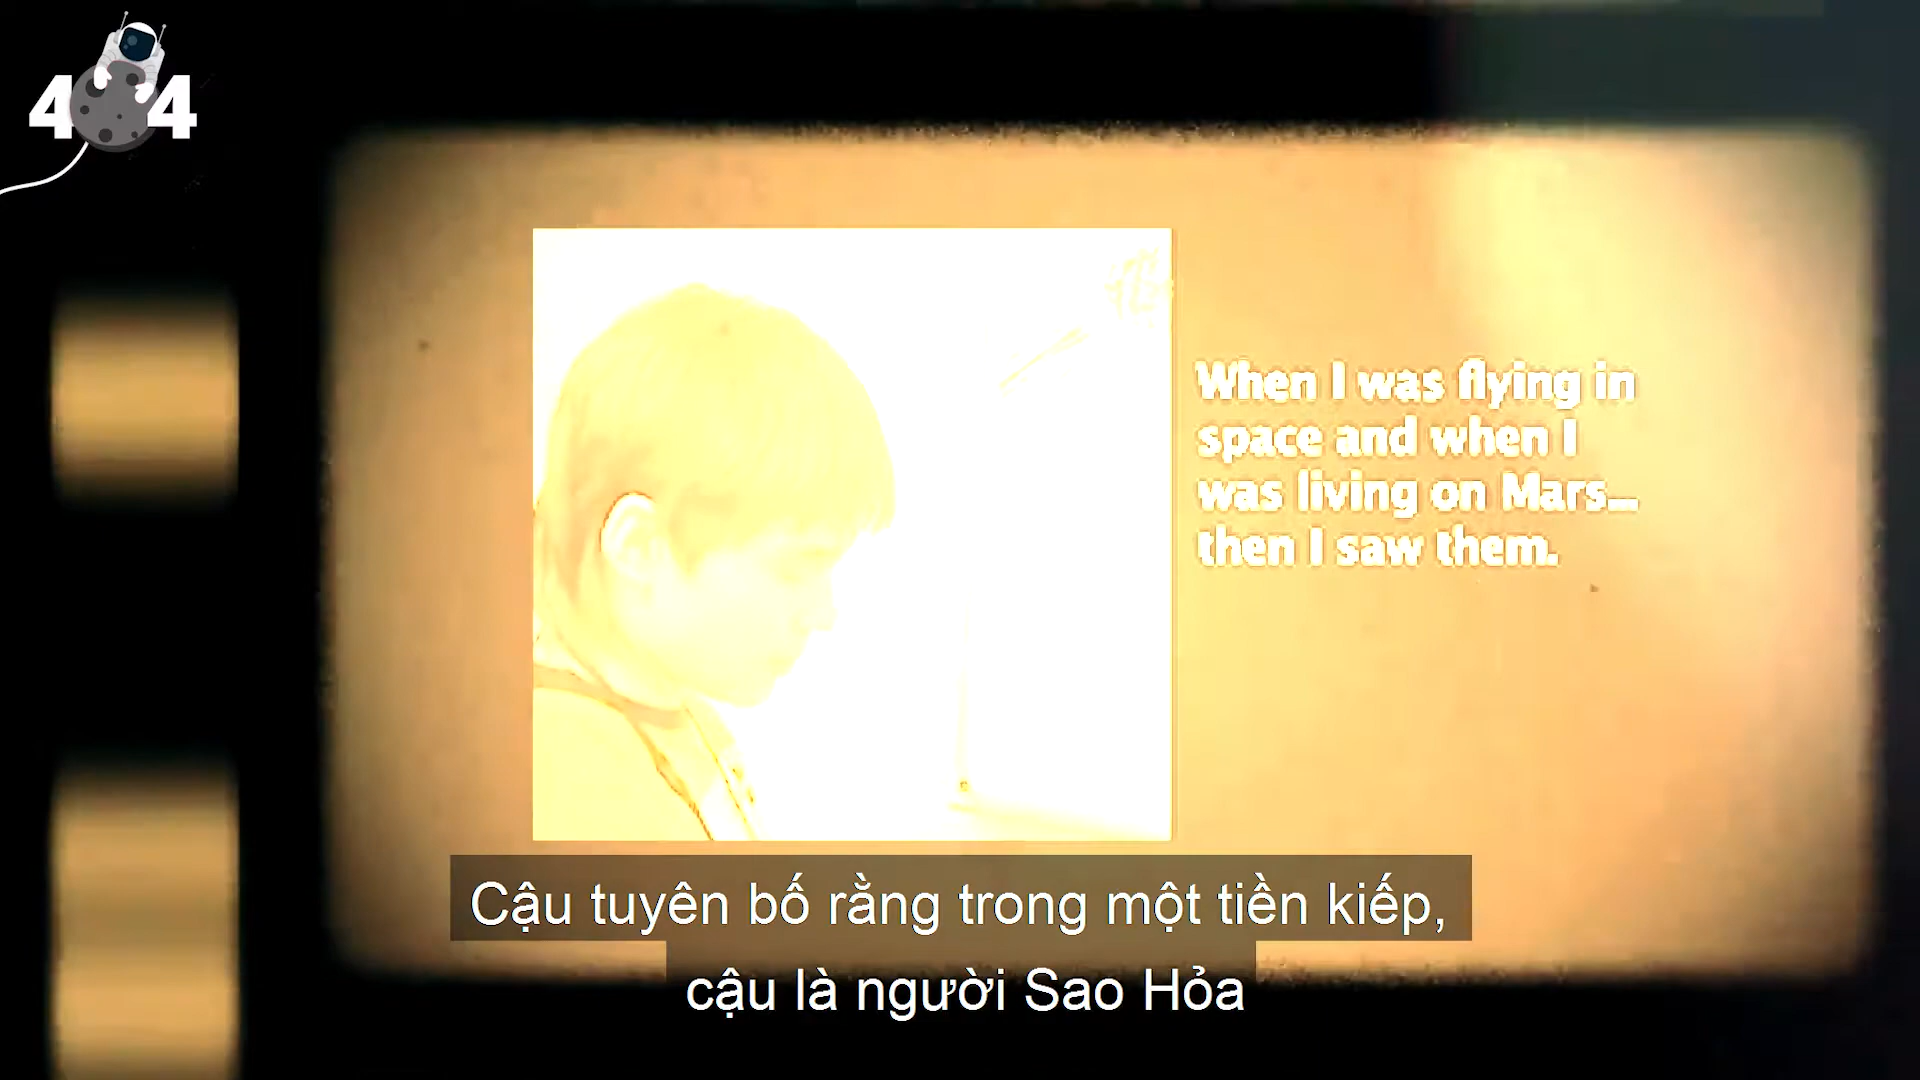 404
When I was flying in
space and when I
was living on Mars...
then I saw them.
Cậu tuyên bố rằng trong một tiền kiếp,
cậu là người Sao Hỏa